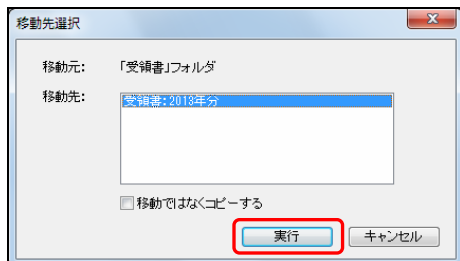 移動先選択
移動元: 「受領書」フォルダ
移動先: 受領書:2013年分
移動ではなくコピーする
実行 キャンセル